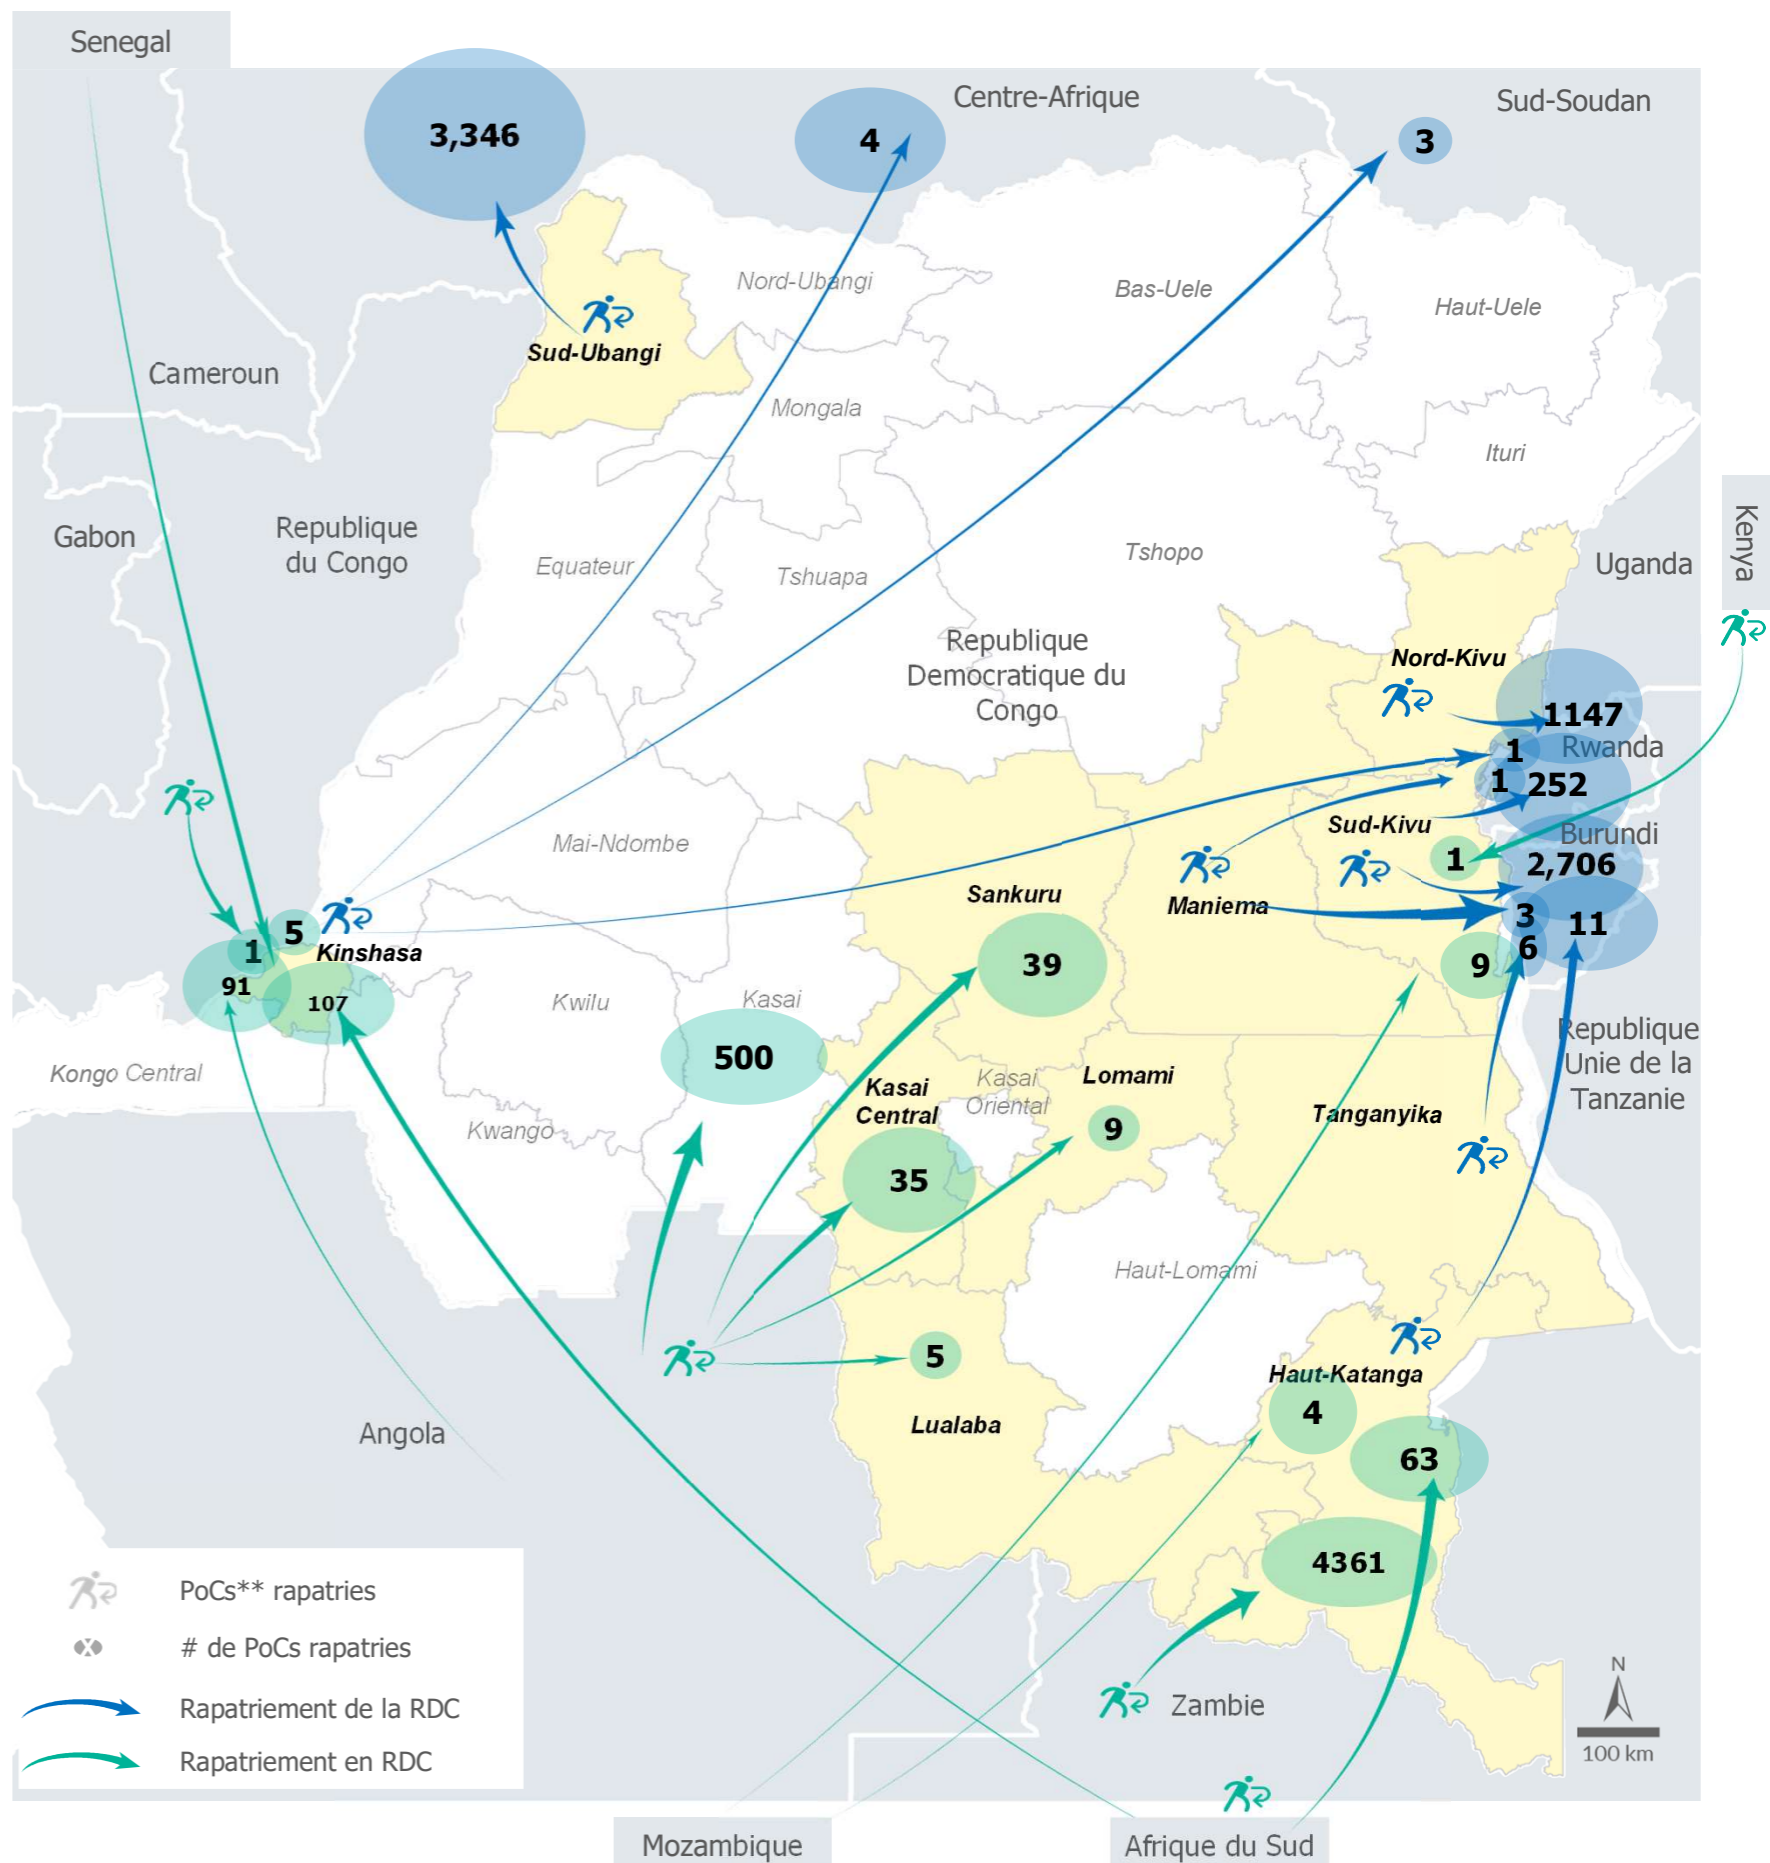 Senegal
Centre-Afrique
Sud-Soudan
3,346
4
3
Nord-Ubangi
Bas-Uele
Haut-Uele
Sud-Ubangi
Cameroun
Mongala
Ituri
Kenya
Gabon
Republique
du Congo
Equateur
Tshuapa
Tshopo
Uganda
Republique
Democratique du
Congo
Nord-Kivu
1147
1
Rwanda
1
252
Sud-Kivu
Burundi
Mai-Ndombe
1
2,706
Sankuru
Maniema
3
11
5
1
Kinshasa
6
39
9
91
107
Kwilu
Kasai
500
Republique
Unie de la
Tanzanie
Kongo Central
Kasai
Central
Kasai
Oriental
Lomami
9
Tanganyika
Kwango
35
Haut-Lomami
5
Haut-Katanga
4
Lualaba
Angola
63
4361
PoCs** rapatries
X
# de PoCs rapatries
Rapatriement de la RDC
Rapatriement en RDC
Zambie
N
100 km
Mozambique
Afrique du Sud